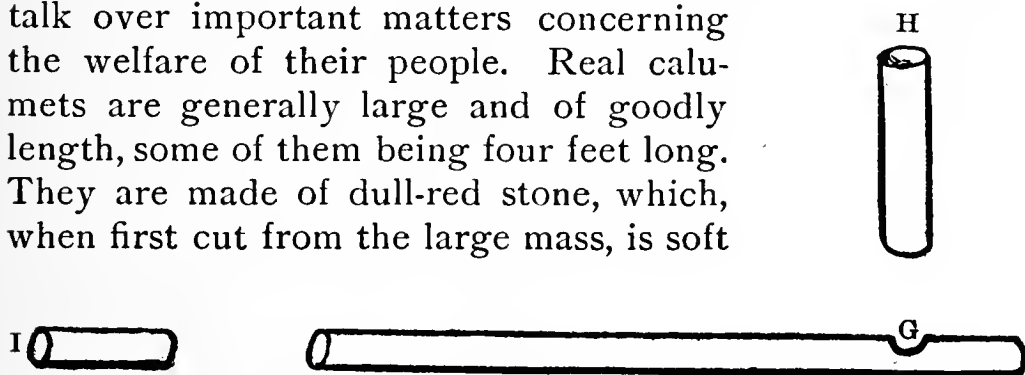 talk over important matters concerning
the welfare of their people. Real calu-
mets are generally large and of goodly
length, some of them being four feet long.
They are made of dull-red stone, which,
when first cut from the large mass, is soft
H
I
G